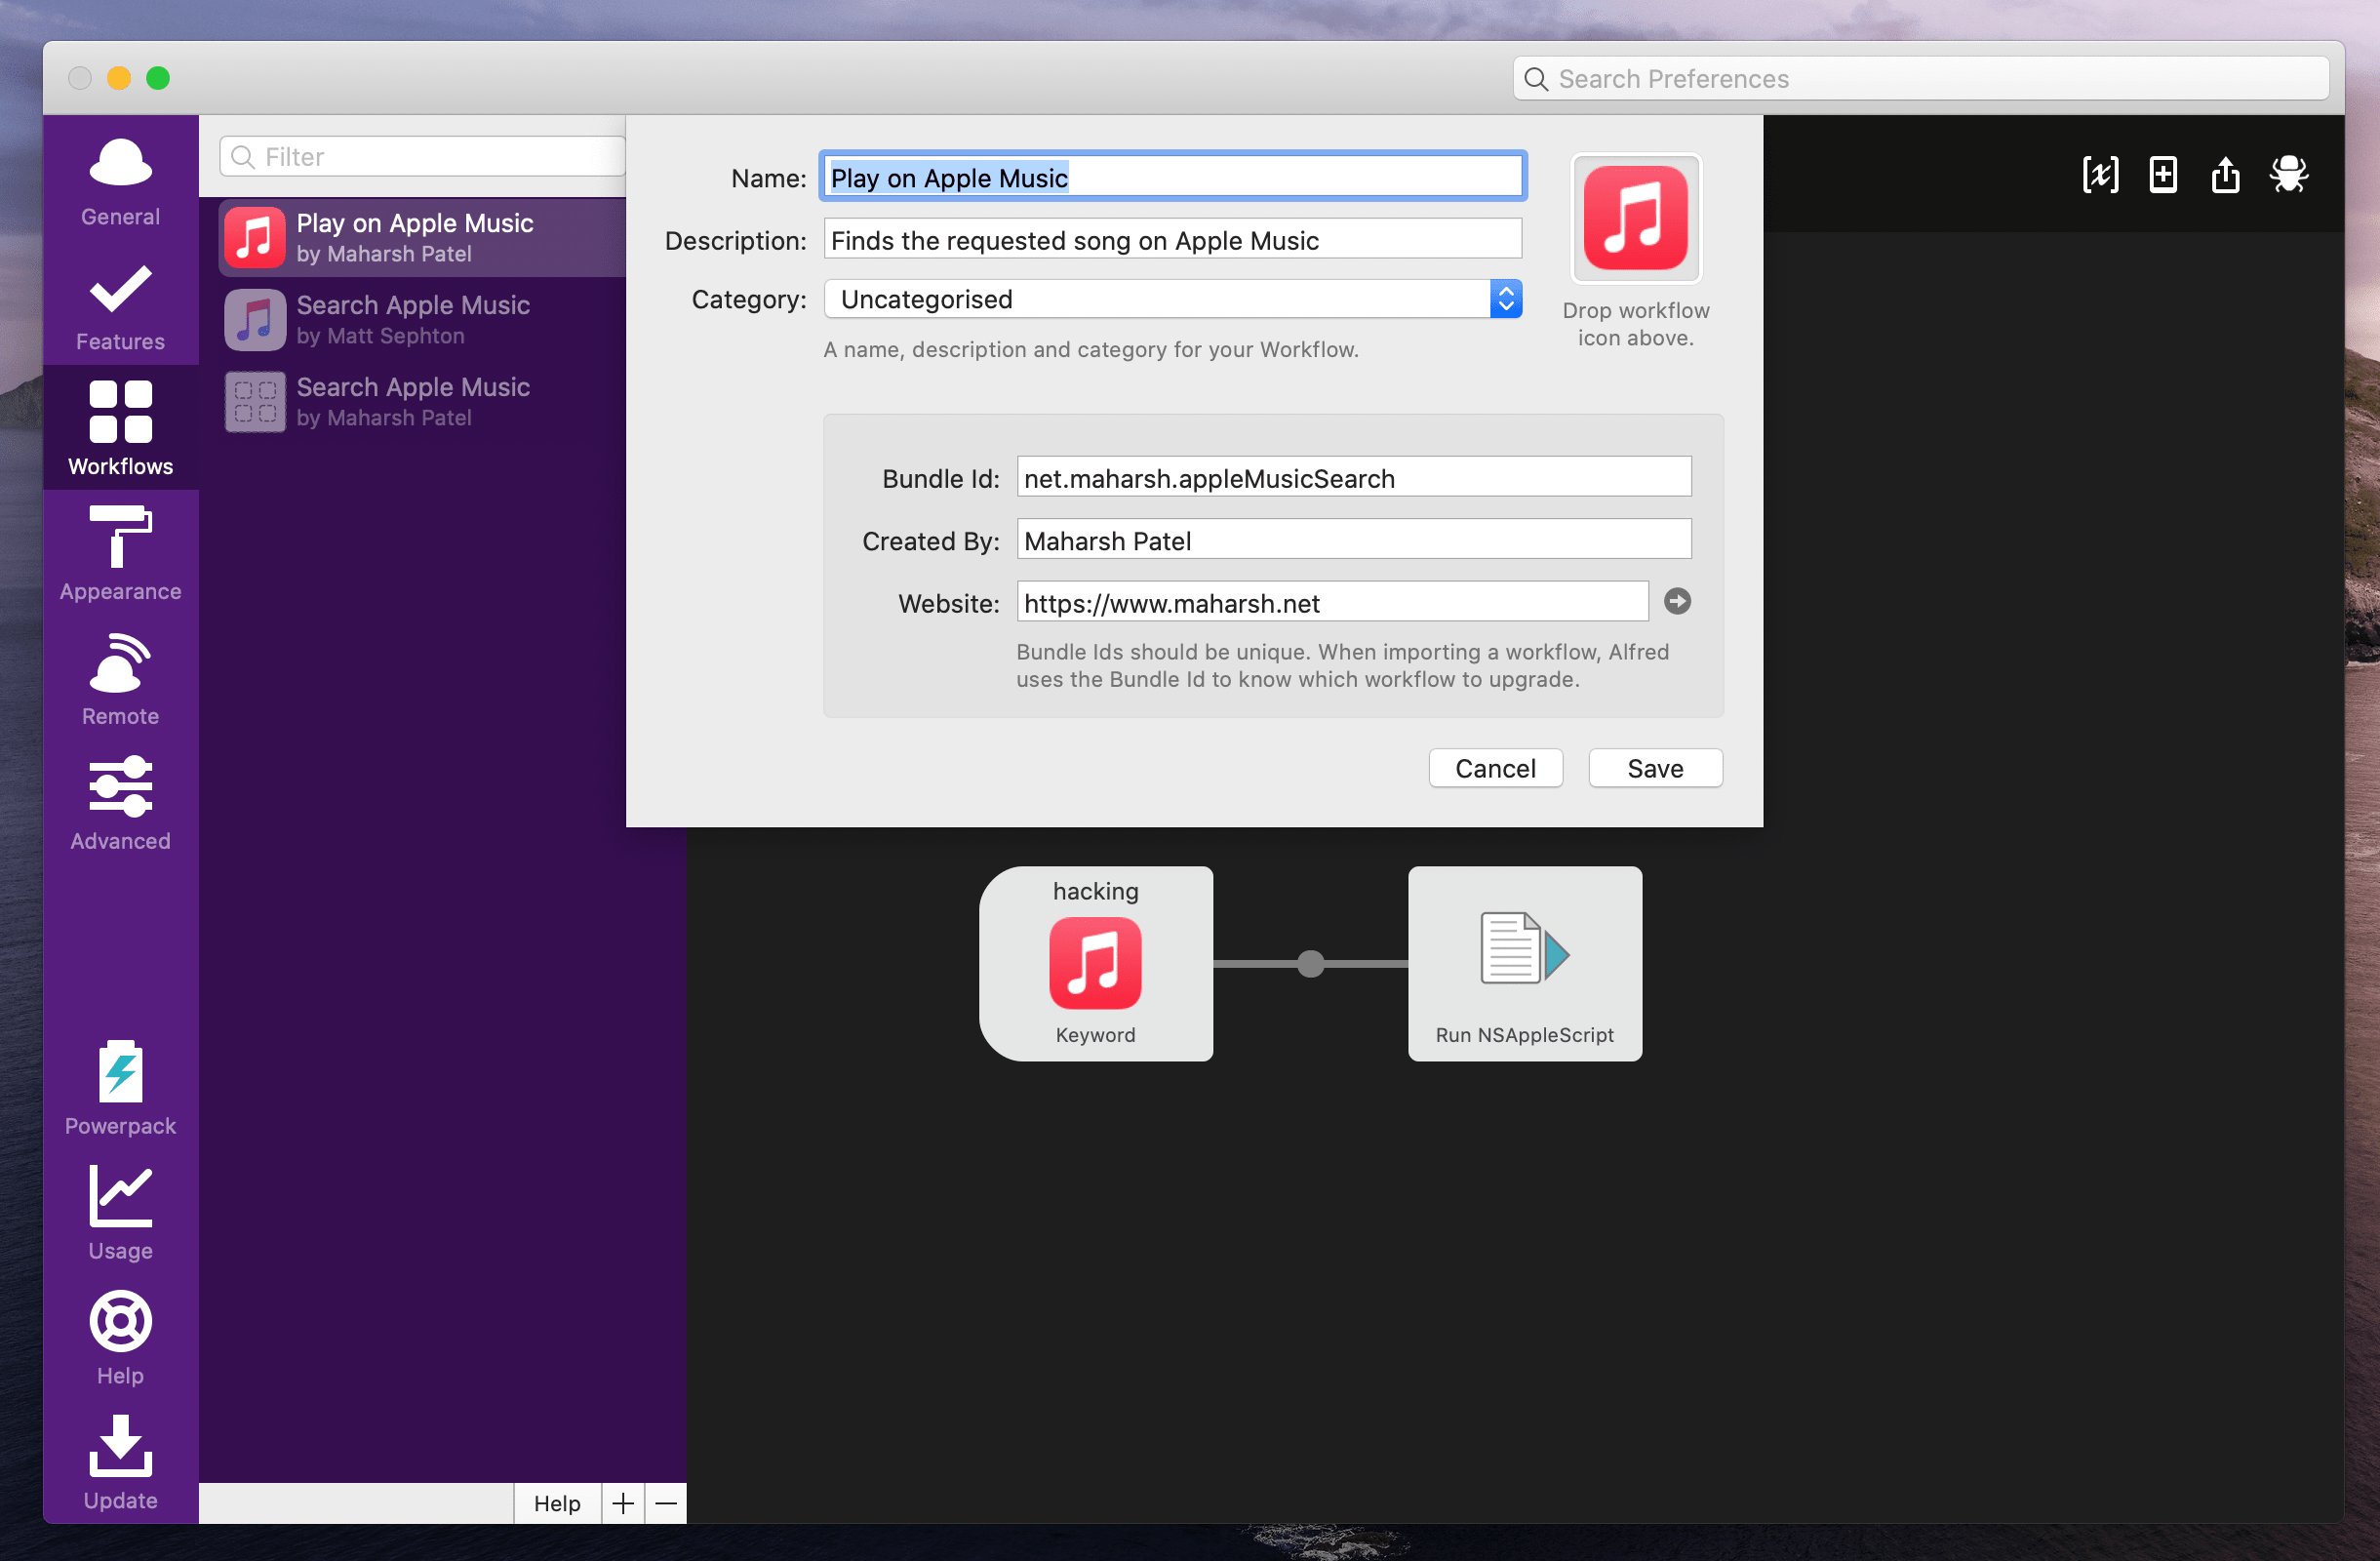 Search Preferences
General
Features
Workflows
Appearance
Remote
Advanced
Powerpack
Usage
Help
Update
Filter
Play on Apple Music
by Maharsh Patel
Search Apple Music
by Matt Sephton
Search Apple Music
by Maharsh Patel
Help
Name: Play on Apple Music
Description: Finds the requested song on Apple Music
Category: Uncategorised
A name, description and category for your Workflow.
Drop workflow
icon above.
Bundle Id: net.maharsh.appleMusicSearch
Created By: Maharsh Patel
Website: https://www.maharsh.net
Bundle Ids should be unique. When importing a workflow, Alfred
uses the Bundle Id to know which workflow to upgrade.
Cancel Save
hacking
Keyword
Run NSAppleScript